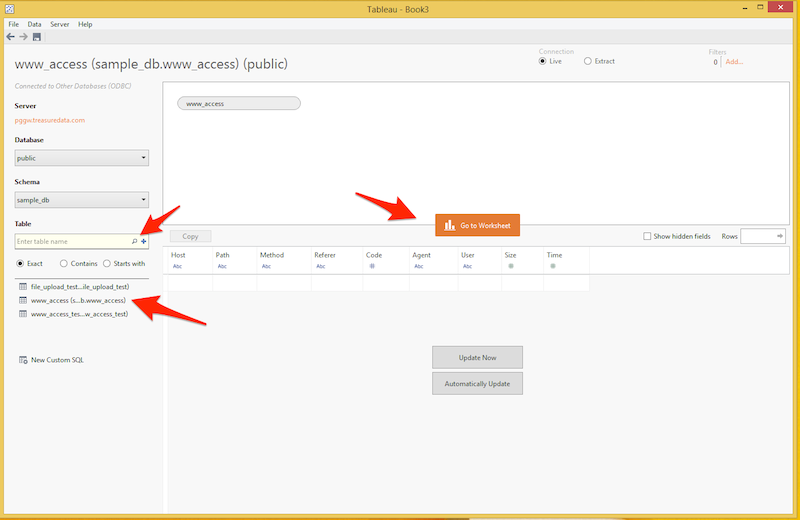 Tableau - Book3
File Data Server Help
www_access (sample_db.www_access) (public)
Connection
Live Extract
Filters
0 Add...
Connected to Other Databases (ODBC)
Server
pggw.treasuredata.com
Database
public
Schema
sample_db
Table
Enter table name
Exact Contains Starts with
file_upload_test...ile_upload_test)
www_access (s...b.www_access)
www_access_tes...w_access_test)
New Custom SQL
www_access
Go to Worksheet
Copy
Show hidden fields Rows
Host Path Method Referer Code Agent User Size Time
Abc Abc Abc Abc Abc Abc
Update Now
Automatically Update